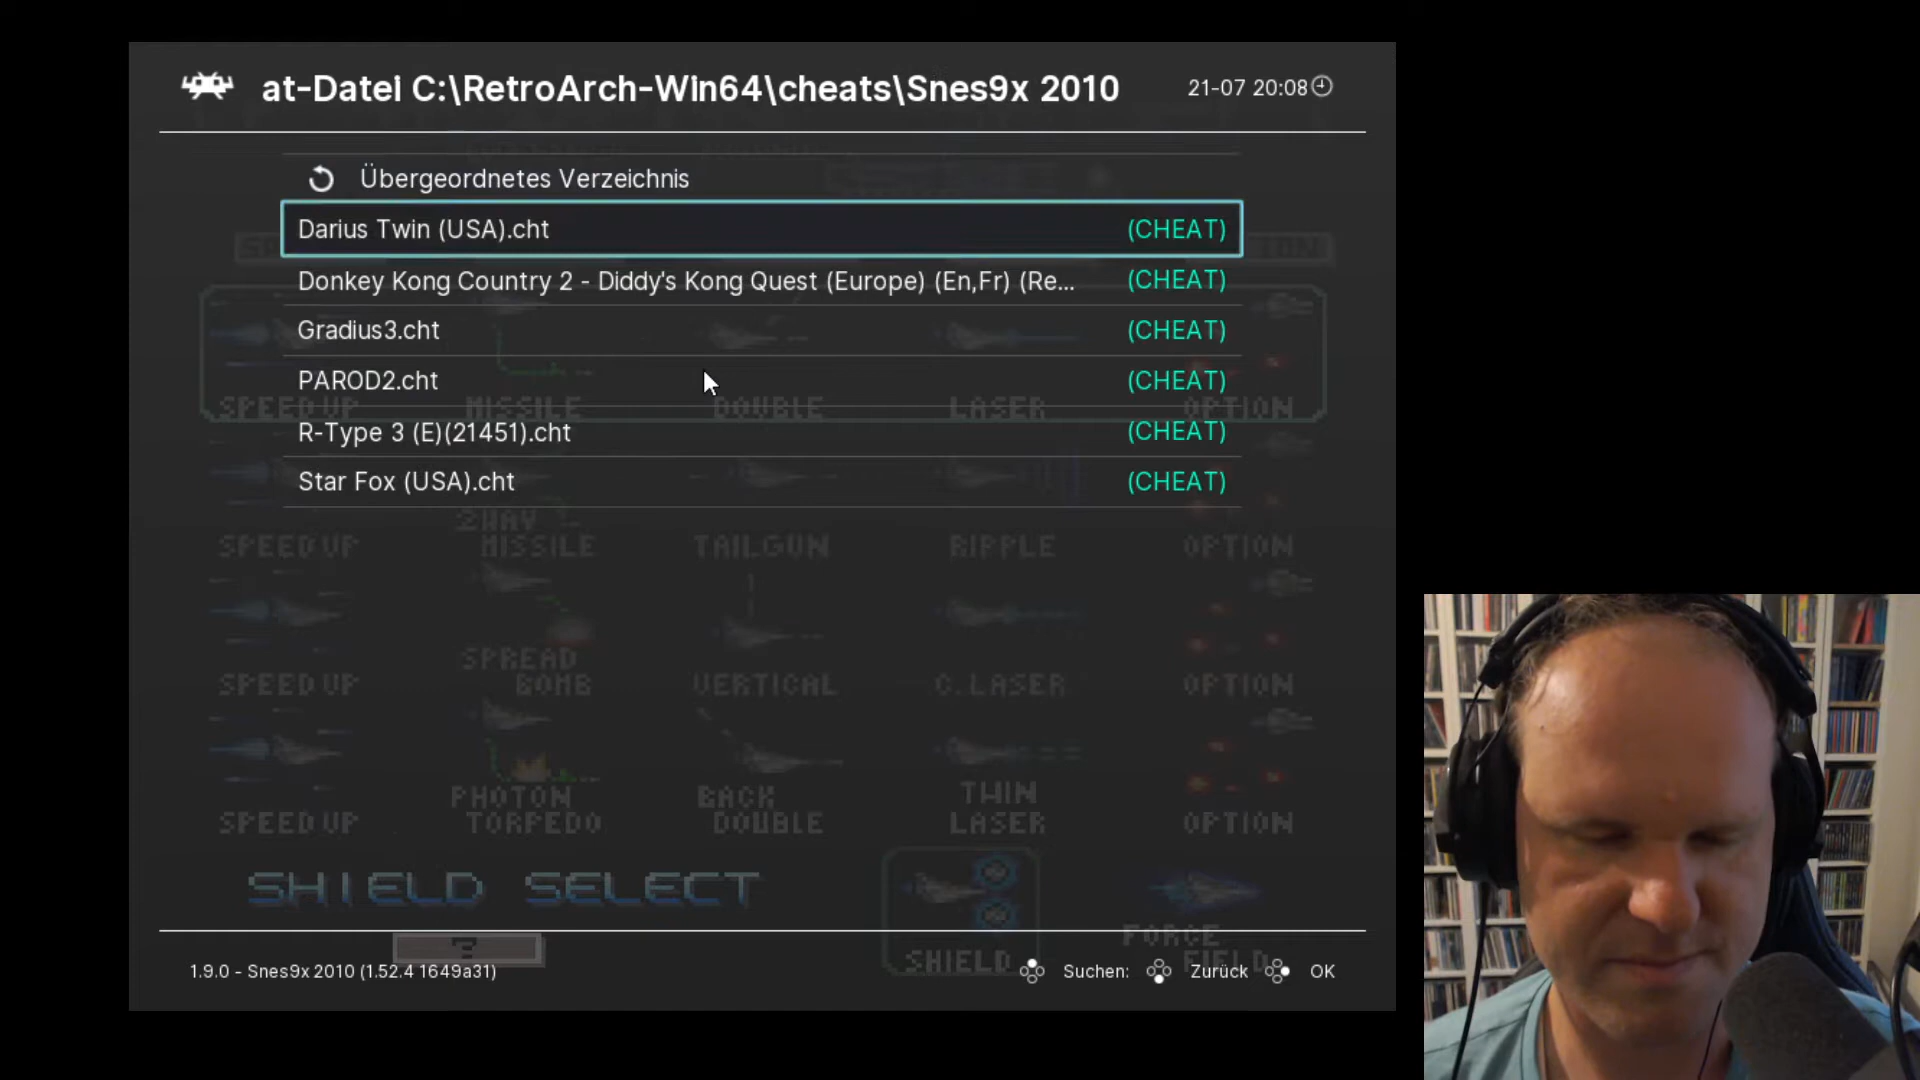 at-Datei C:\RetroArch-Win64\cheats\Snes9x 2010
21-07 20:08
Übergeordnetes Verzeichnis
Darius Twin (USA).cht (CHEAT)
Donkey Kong Country 2 - Diddy's Kong Quest (Europe) (En,Fr) (Re... (CHEAT)
Gradius3.cht (CHEAT)
PAROD2.cht (CHEAT)
SPEED UP MISSILE DOUBLE LASER OPTION
R-Type 3 (E)(21451).cht (CHEAT)
Star Fox (USA).cht (CHEAT)
SPEED UP 2WAY MISSILE TAILGUN RIPPLE OPTION
SPEED UP SPREAD BOMB VERTICAL C.LASER OPTION
SPEED UP PHOTON TORPEDO BACK DOUBLE TWIN LASER OPTION
SHIELD SELECT
?
SHIELD
FORCE FIELD
1.9.0 - Snes9x 2010 (1.52.4 1649a31)
Suchen: Zurück OK